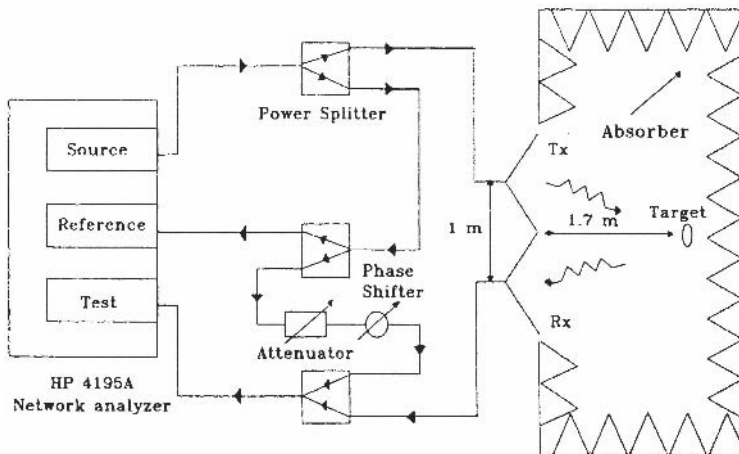 Power Splitter
Absorber
Source
Tx
Reference
1 m
1.7 m
Target
Phase
Shifter
Test
Attenuator
Rx
HP 4195A
Network analyzer